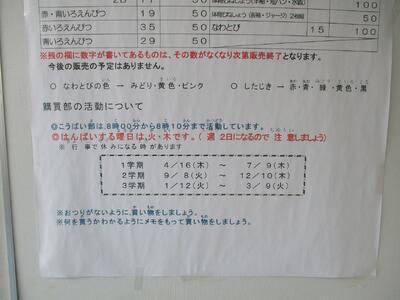 赤・青いろえんぴつ 19 50
赤いろえんぴつ 35 50
青いろえんぴつ 29 50
なわとび 15 100
※残の欄に数字が書いてあるものは、その数がなくなり次第販売終了となります。
今後の販売の予定はありません。
○ なわとびの色 → みどり・黄色・ピンク ○ したじき → 赤・青・緑・黄色・黒
購買部の活動について
◎こうばい部は、8時00分から8時10分まで活動しています。
◎はんばいする曜日は、火・木です。（週2日になるので注意しましょう）
※ 行事で休みになる時があります
1学期 4／16（木） ～ 7／9（木）
2学期 9／8（火） ～ 12／10（木）
3学期 1／12（火） ～ 3／9（火）
※おつりがないように、買い物をしましょう。
※何を買うかわかるようにメモをもって買い物をしましょう。